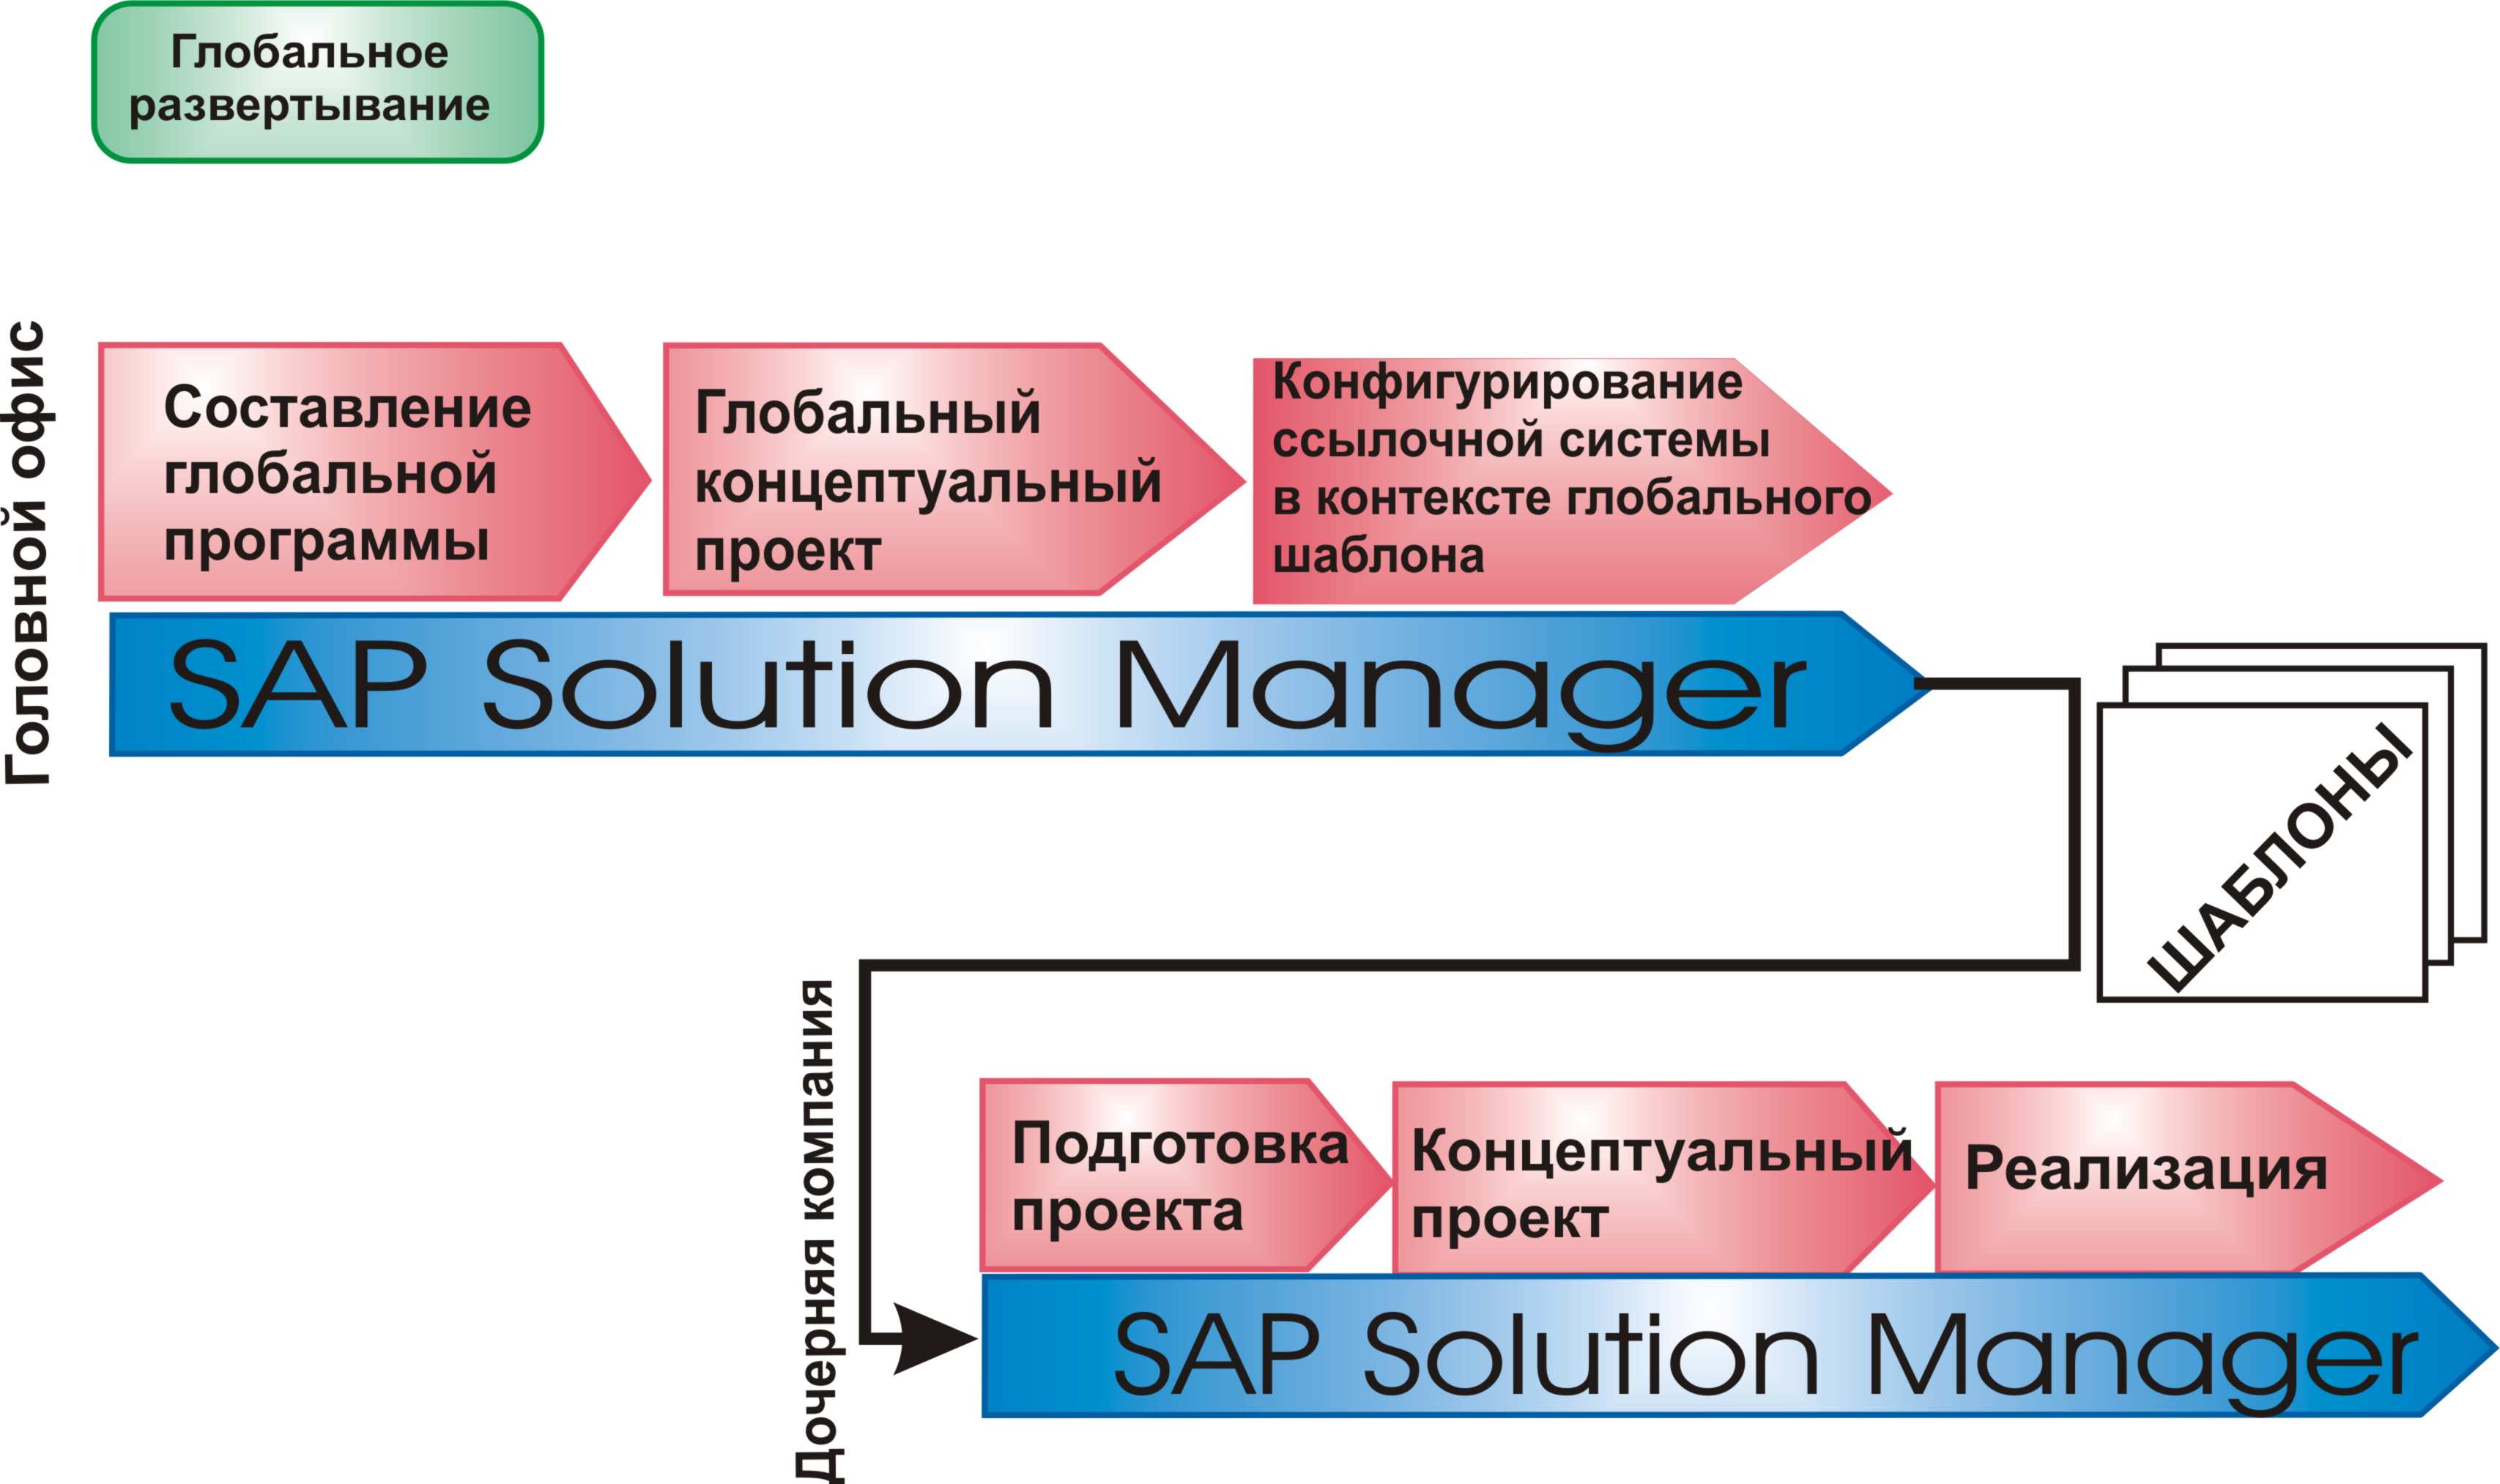 Глобальное
развертывание
Головной офис
Составление
глобальной
программы
Глобальный
концептуальный
проект
Конфигурирование
ссылочной системы
в контексте глобального
шаблона
SAP Solution Manager
ШАБЛОНЫ
Дочерняя компания
Подготовка
проекта
Концептуальный
проект
Реализация
SAP Solution Manager